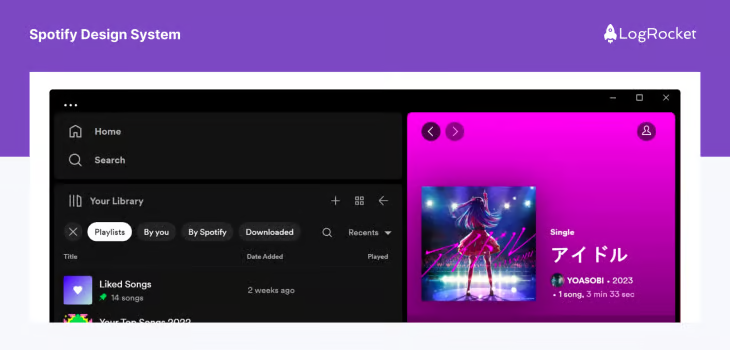 Spotify Design System
LogRocket
Home
Search
Your Library
Playlists
By you
By Spotify
Downloaded
Recents
Title
Date Added
Played
Liked Songs
14 songs
2 weeks ago
Your Top Songs 2022
Single
アイドル
YOASOBI • 2023
• 1 song, 3 min 33 sec